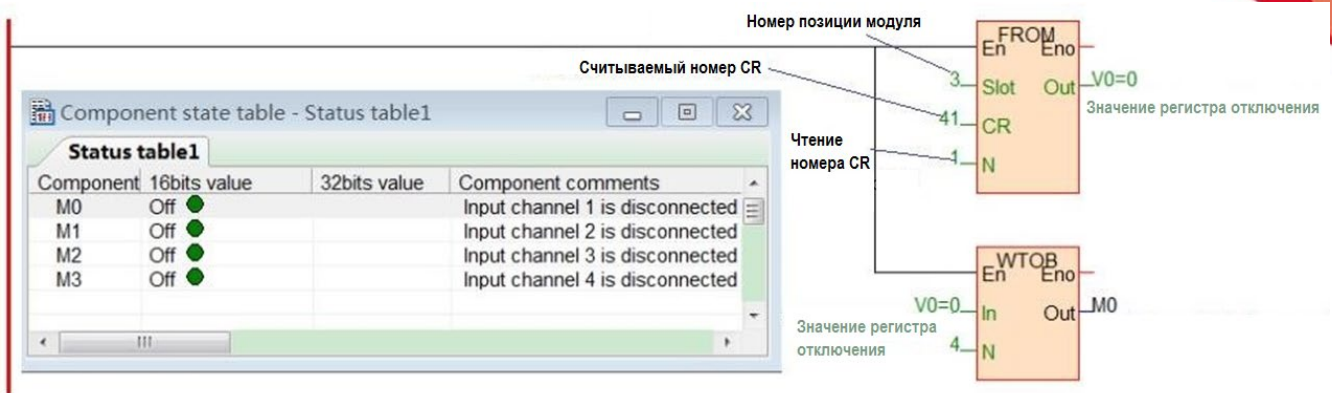 Номер позиции модуля
Считываемый номер CR
Чтение
номера CR
FROM
En Eno
3 Slot Out V0=0
41 CR
1 N
Значение регистра отключения
Component state table - Status table1
Status table1
Component 16bits value 32bits value Component comments
M0 Off Input channel 1 is disconnected
M1 Off Input channel 2 is disconnected
M2 Off Input channel 3 is disconnected
M3 Off Input channel 4 is disconnected
WTOB
En Eno
V0=0 In Out M0
4 N
Значение регистра
отключения